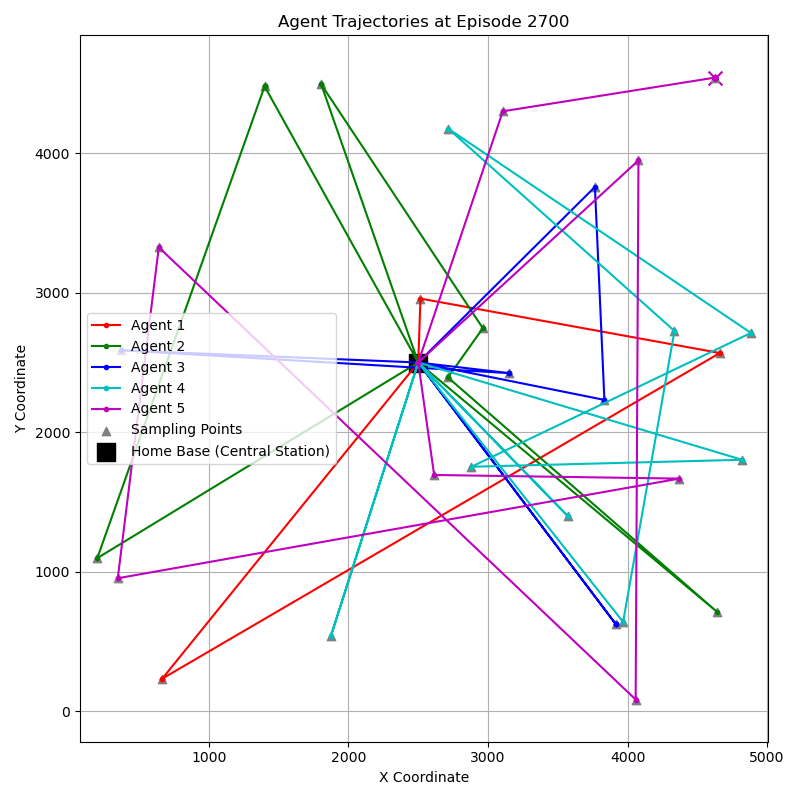 Agent Trajectories at Episode 2700
Y Coordinate
4000
3000
2000
1000
0
Agent 1
Agent 2
Agent 3
Agent 4
Agent 5
Sampling Points
Home Base (Central Station)
1000 2000 3000 4000 5000
X Coordinate